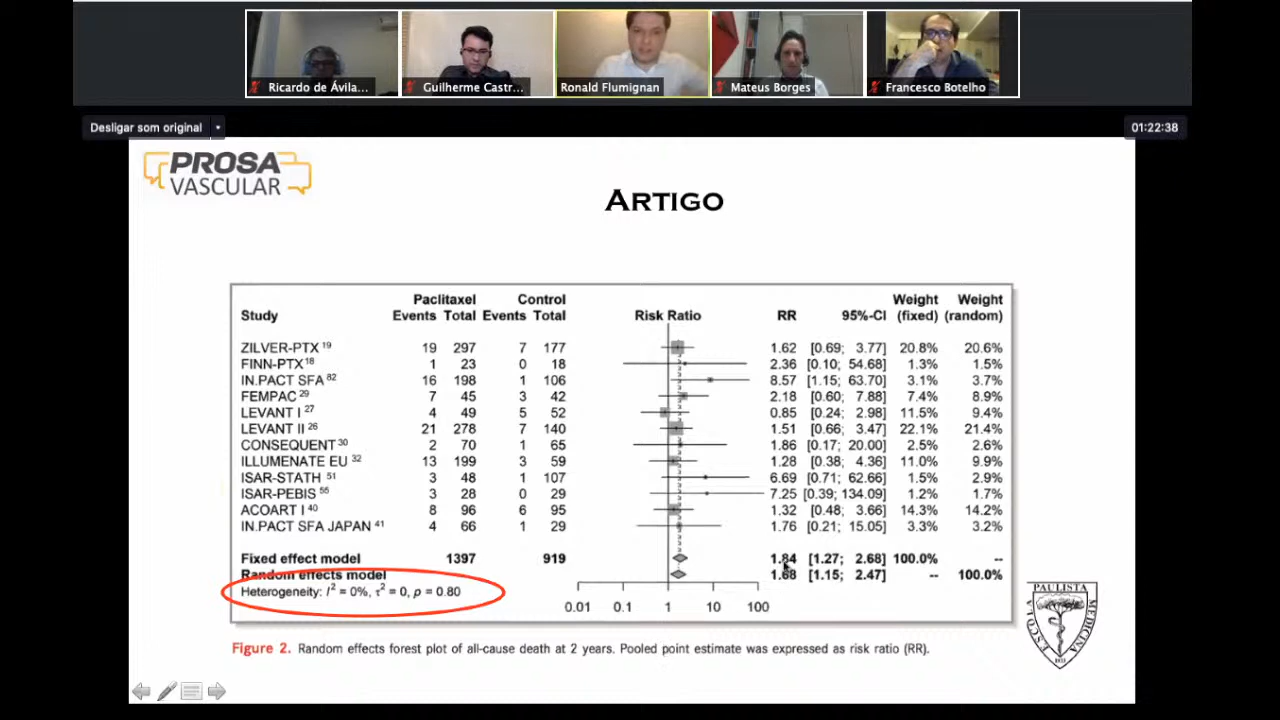 Ricardo de Ávila...
Guilherme Castr...
Ronald Flumignan
Mateus Borges
Francesco Botelho
Desligar som original
01:22:38
PROSA
VASCULAR
ARTIGO
Paclitaxel Control Weight Weight
Study Events Total Events Total Risk Ratio RR 95%-CI (fixed) (random)
ZILVER-PTX 19 19 297 7 177 1.62 [0.69; 3.77] 20.8% 20.6%
FINN-PTX 18 1 23 0 18 2.36 [0.10; 54.68] 1.3% 1.5%
IN.PACT SFA 82 16 198 1 106 8.57 [1.15; 63.70] 3.1% 3.7%
FEMPAC 29 7 45 3 42 2.18 [0.60; 7.88] 7.4% 8.9%
LEVANT I 27 4 49 5 52 0.85 [0.24; 2.98] 11.5% 9.4%
LEVANT II 26 21 278 7 140 1.51 [0.66; 3.47] 22.1% 21.4%
CONSEQUENT 30 2 70 1 65 1.86 [0.17; 20.00] 2.5% 2.6%
ILLUMENATE EU 32 13 199 3 59 1.28 [0.38; 4.36] 11.0% 9.9%
ISAR-STATH 51 3 48 1 107 6.69 [0.71; 62.66] 1.5% 2.9%
ISAR-PEBIS 55 3 28 0 29 7.25 [0.39; 134.09] 1.2% 1.7%
ACOART I 40 8 96 6 95 1.32 [0.48; 3.66] 14.3% 14.2%
IN.PACT SFA JAPAN 41 4 66 1 29 1.76 [0.21; 15.05] 3.3% 3.2%
Fixed effect model 1397 919 1.84 [1.27; 2.68] 100.0% --
Random effects model 1.68 [1.15; 2.47] -- 100.0%
Heterogeneity: I² = 0%, τ² = 0, p = 0.80
0.01 0.1 1 10 100
PAULISTA
ESCOLA
MEDICINA
1933
Figure 2. Random effects forest plot of all-cause death at 2 years. Pooled point estimate was expressed as risk ratio (RR).